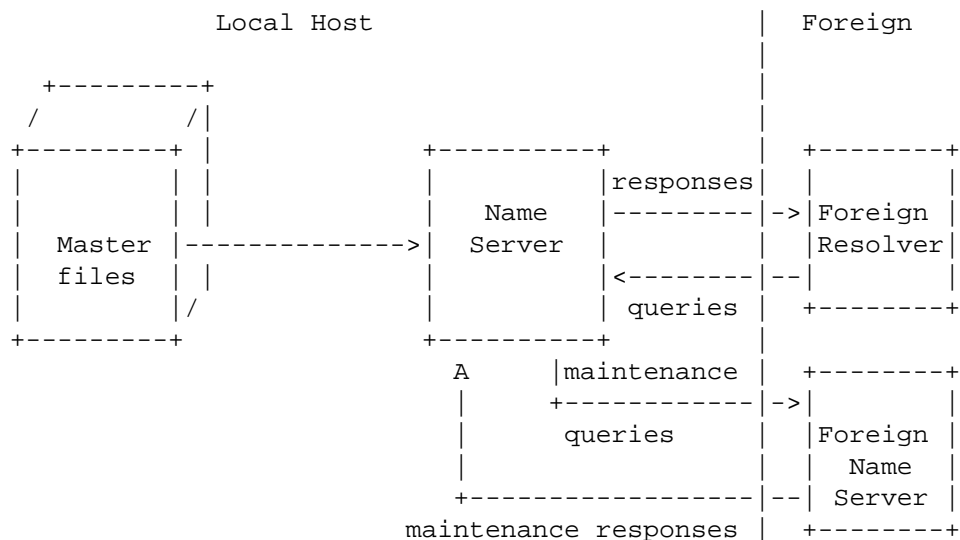 Local Host | Foreign
|
+---------+ |
/ /| |
+---------+ | +----------+ | +--------+
| | | | |responses| | |
| | | | Name |---------|->|Foreign |
| Master |-------------->| Server | | |Resolver|
| files | | | |<--------|--| |
| |/ | | queries | +--------+
+---------+ +----------+ |
A |maintenance | +--------+
| +------------|->| |
| queries | |Foreign |
| | | Name |
+------------------|--| Server |
maintenance responses | +--------+